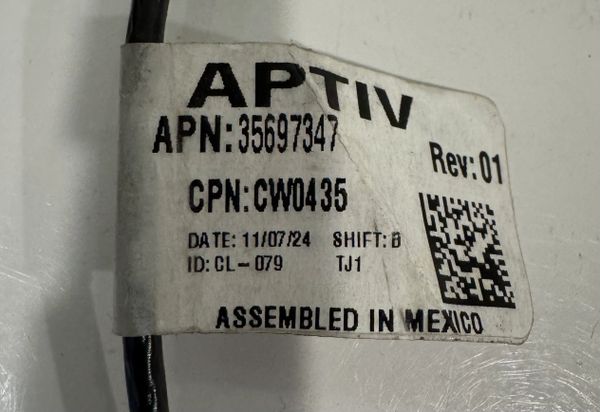 APTIV
APN:35697347
Rev:01
CPN:CW0435
DATE: 11/07/24 SHIFT: B
ID: CL-079 TJ1
ASSEMBLED IN MEXICO